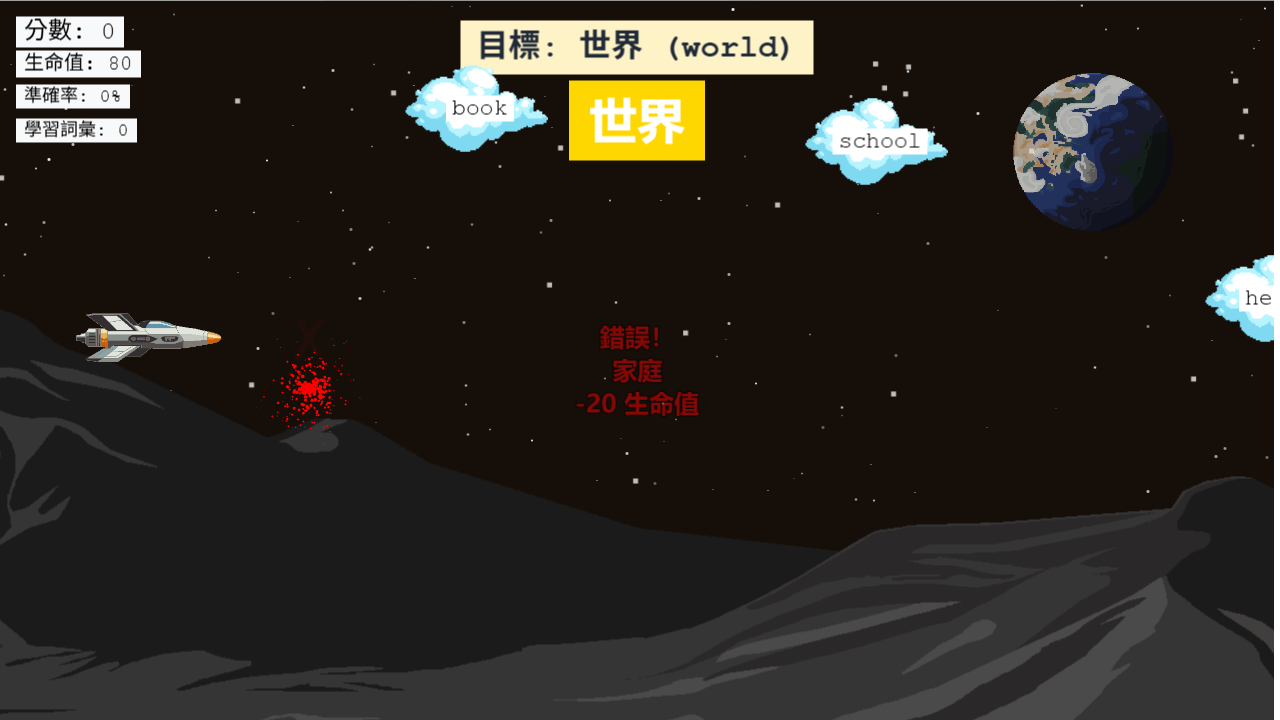 分數: 0
生命值: 80
準確率: 0%
學習詞彙: 0
目標: 世界 (world)
世界
book
school
he
X
錯誤!
家庭
-20 生命值